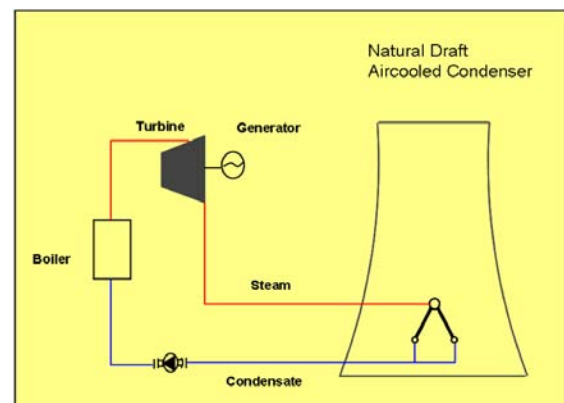 Natural Draft
Aircooled Condenser
Turbine
Generator
Boiler
Steam
Condensate